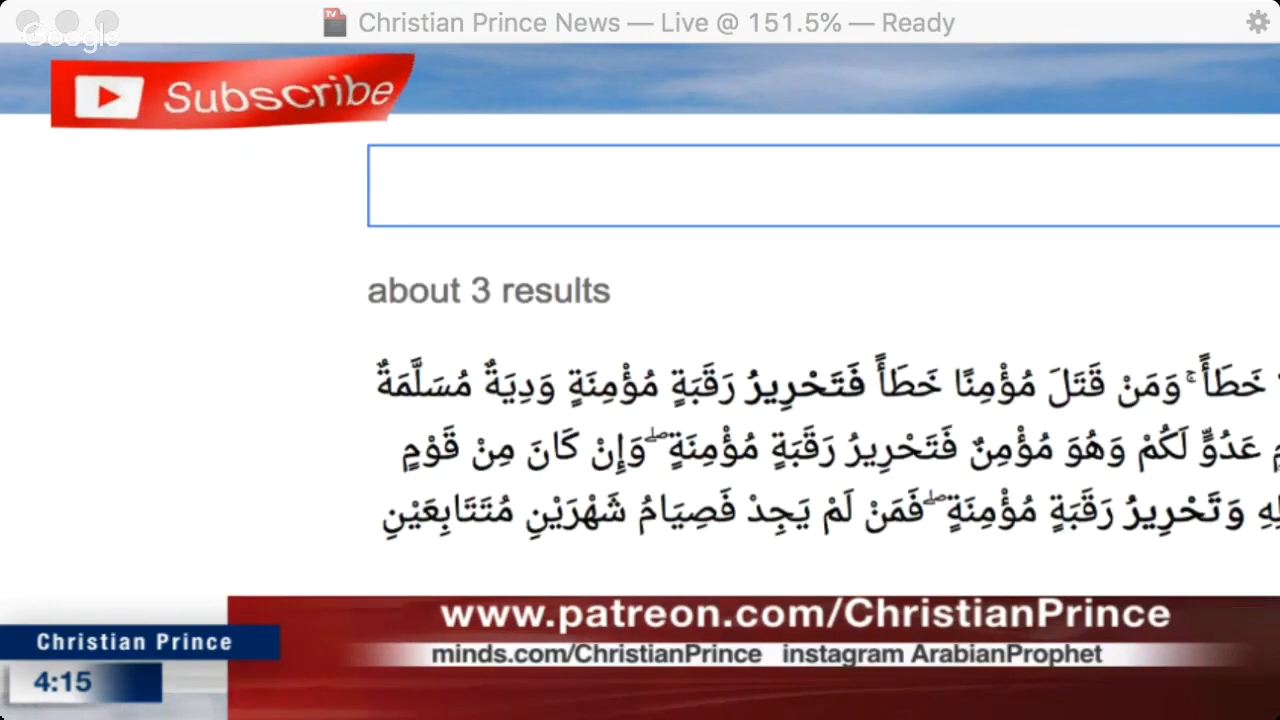 Christian Prince News — Live @ 151.5% — Ready
Google
Subscribe
about 3 results
خَطَأً ۚ وَمَنْ قَتَلَ مُؤْمِنًا خَطَأً فَتَحْرِيرُ رَقَبَةٍ مُؤْمِنَةٍ وَدِيَةٌ مُسَلَّمَةٌ
عَدُوٍّ لَكُمْ وَهُوَ مُؤْمِنٌ فَتَحْرِيرُ رَقَبَةٍ مُؤْمِنَةٍ ۖ وَإِنْ كَانَ مِنْ قَوْمٍ
وَتَحْرِيرُ رَقَبَةٍ مُؤْمِنَةٍ ۖ فَمَنْ لَمْ يَجِدْ فَصِيَامُ شَهْرَيْنِ مُتَتَابِعَيْنِ
www.patreon.com/ChristianPrince
Christian Prince
minds.com/ChristianPrince instagram ArabianProphet
4:15